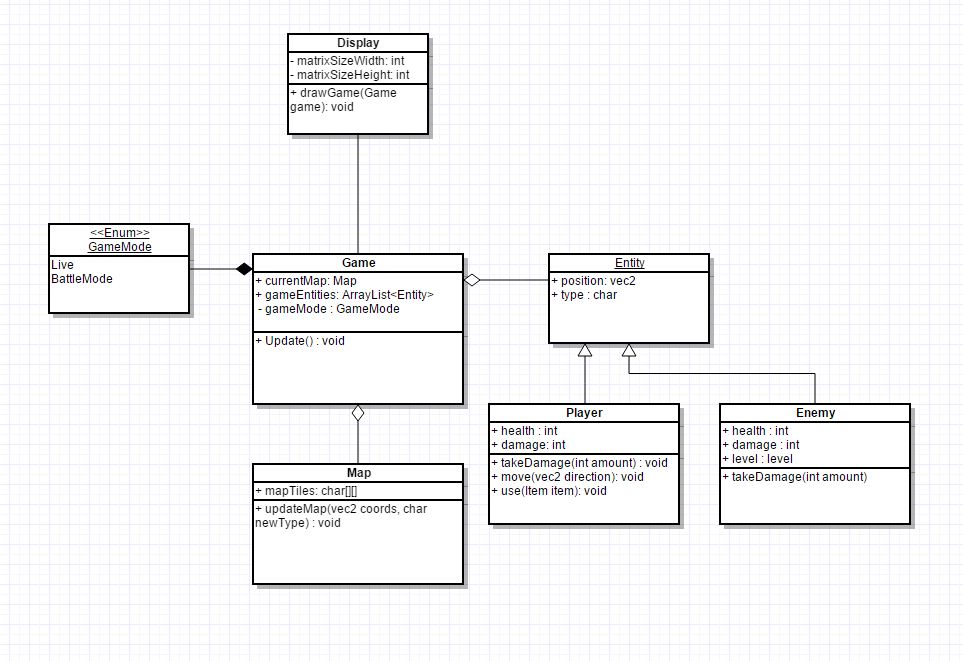 Display
- matrixSizeWidth: int
- matrixSizeHeight: int
+ drawGame(Game
game): void
<<Enum>>
GameMode
Live
BattleMode
Game
+ currentMap: Map
+ gameEntities: ArrayList<Entity>
- gameMode : GameMode
+ Update() : void
Entity
+ position: vec2
+ type : char
Map
+ mapTiles: char[][]
+ updateMap(vec2 coords, char
newType) : void
Player
+ health : int
+ damage: int
+ takeDamage(int amount) : void
+ move(vec2 direction): void
+ use(Item item): void
Enemy
+ health : int
+ damage : int
+ level : level
+ takeDamage(int amount)